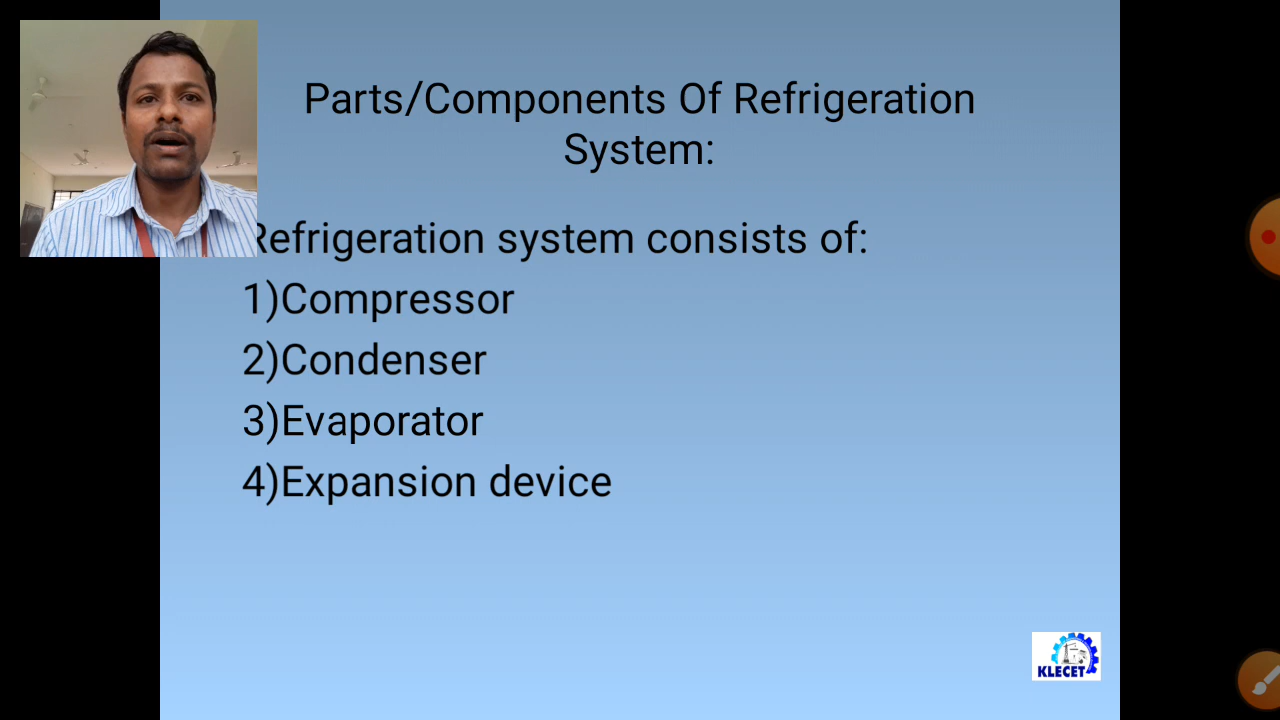 Parts/Components Of Refrigeration
System:
Refrigeration system consists of:
1)Compressor
2)Condenser
3)Evaporator
4)Expansion device
KLECET